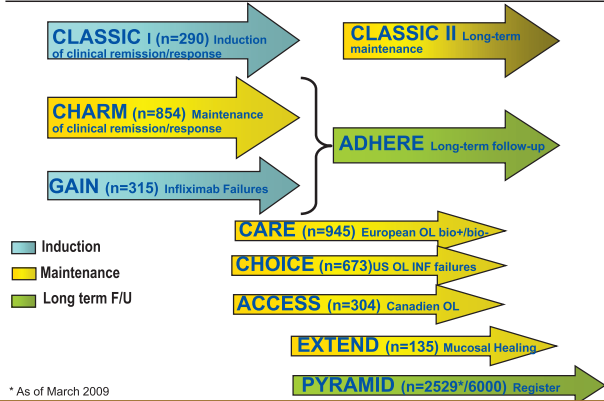 CLASSIC I (n=290) Induction
of clinical remission/response
CLASSIC II Long-term
maintenance
CHARM (n=854) Maintenance
of clinical remission/response
ADHERE Long-term follow-up
GAIN (n=315) Infliximab Failures
CARE (n=945) European OL bio+/bio-
CHOICE (n=673)US OL INF failures
ACCESS (n=304) Canadien OL
EXTEND (n=135) Mucosal Healing
PYRAMID (n=2529*/6000) Register
Induction
Maintenance
Long term F/U
* As of March 2009